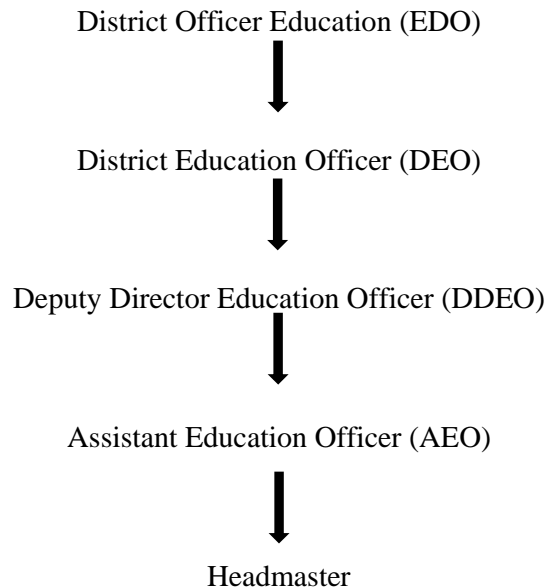 District Officer Education (EDO)
District Education Officer (DEO)
Deputy Director Education Officer (DDEO)
Assistant Education Officer (AEO)
Headmaster